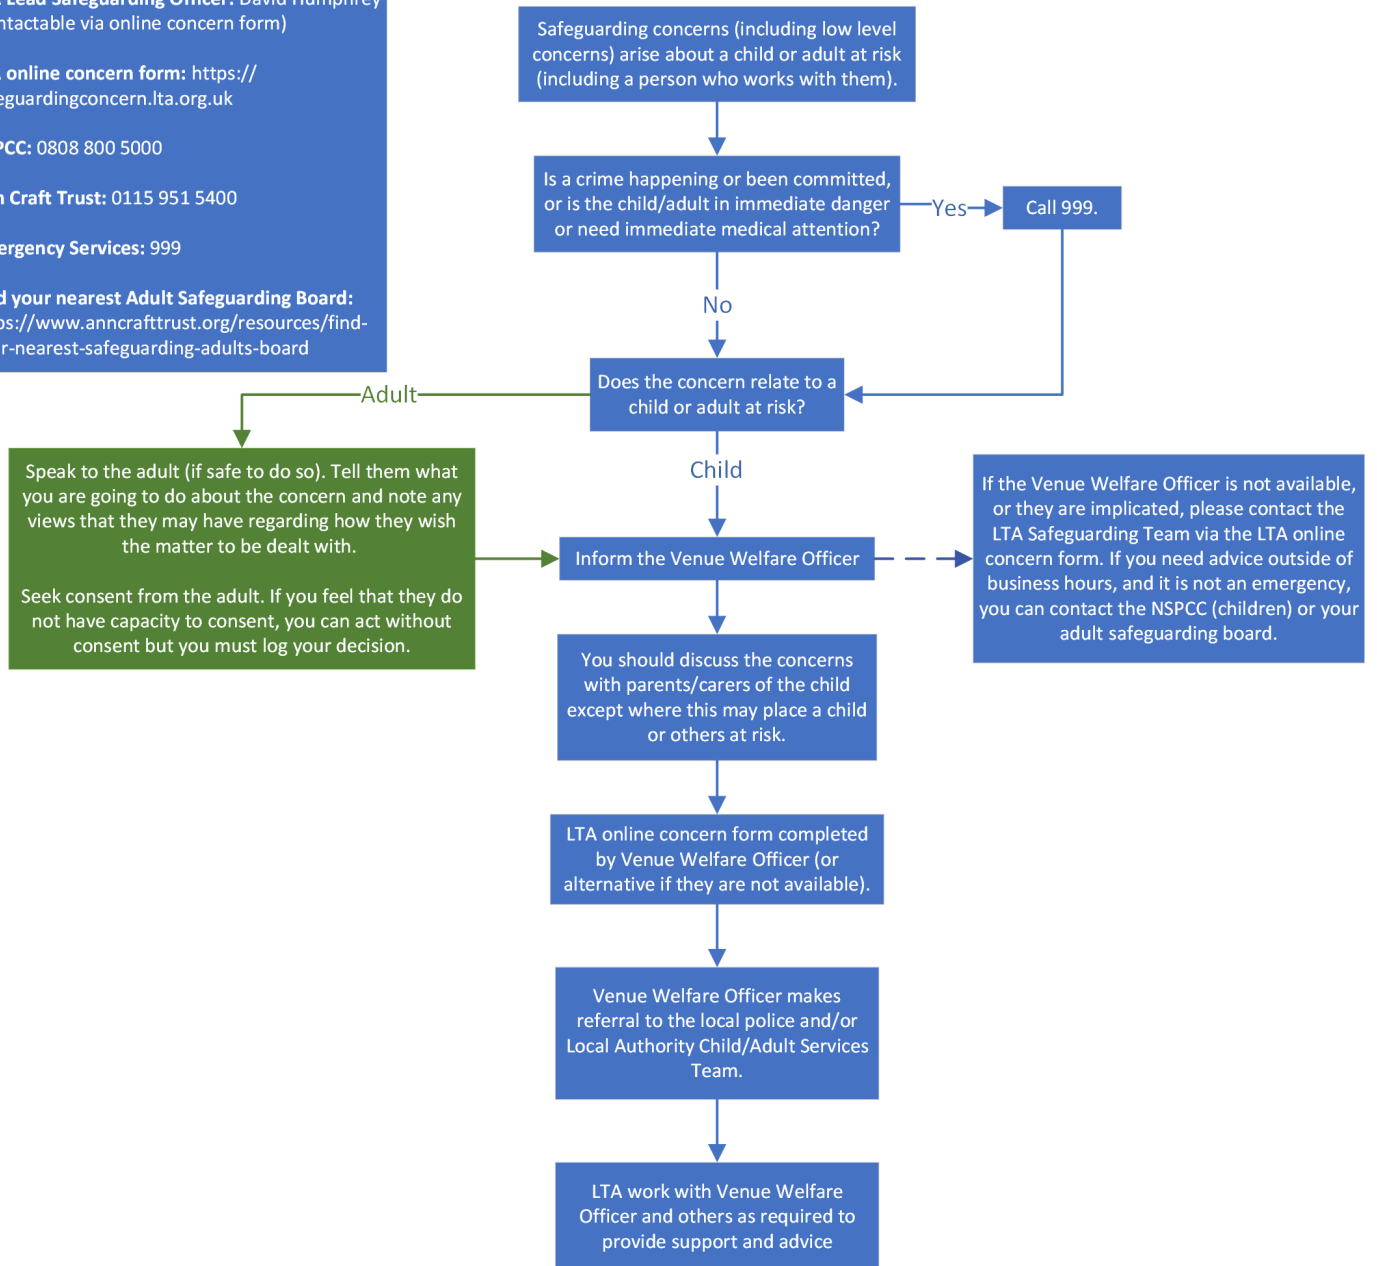 Lead Safeguarding Officer: David Humphrey
via online concern form)
online concern form: https://
lta.org.uk
0808 800 5000
Craft Trust: 0115 951 5400
Services: 999
your nearest Adult Safeguarding Board:
Safeguarding concerns (including low level
concerns) arise about a child or adult at risk
(including a person who works with them).
Is a crime happening or been committed,
or is the child/adult in immediate danger
or need immediate medical attention?
Yes
Call 999.
No
Does the concern relate to a
child or adult at risk?
Adult
Child
Speak to the adult (if safe to do so). Tell them what
you are going to do about the concern and note any
views that they may have regarding how they wish
the matter to be dealt with.
Seek consent from the adult. If you feel that they do
not have capacity to consent, you can act without
consent but you must log your decision.
Inform the Venue Welfare Officer
If the Venue Welfare Officer is not available,
or they are implicated, please contact the
LTA Safeguarding Team via the LTA online
concern form. If you need advice outside of
business hours, and it is not an emergency,
you can contact the NSPCC (children) or your
adult safeguarding board.
You should discuss the concerns
with parents/carers of the child
except where this may place a child
or others at risk.
LTA online concern form completed
by Venue Welfare Officer (or
alternative if they are not available).
Venue Welfare Officer makes
referral to the local police and/or
Local Authority Child/Adult Services
Team.
LTA work with Venue Welfare
Officer and others as required to
provide support and advice